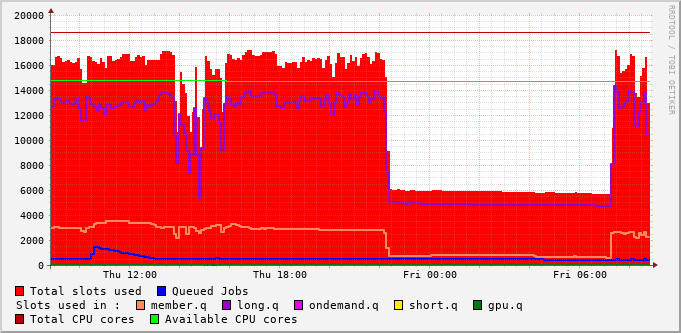 20000
18000
16000
14000
12000
10000
8000
6000
4000
2000
0
Thu 12:00 Thu 18:00 Fri 00:00 Fri 06:00
Total slots used Queued Jobs
Slots used in : member.q long.q ondemand.q short.q gpu.q
Total CPU cores Available CPU cores
RRDTOOL / TOBI OETIKER